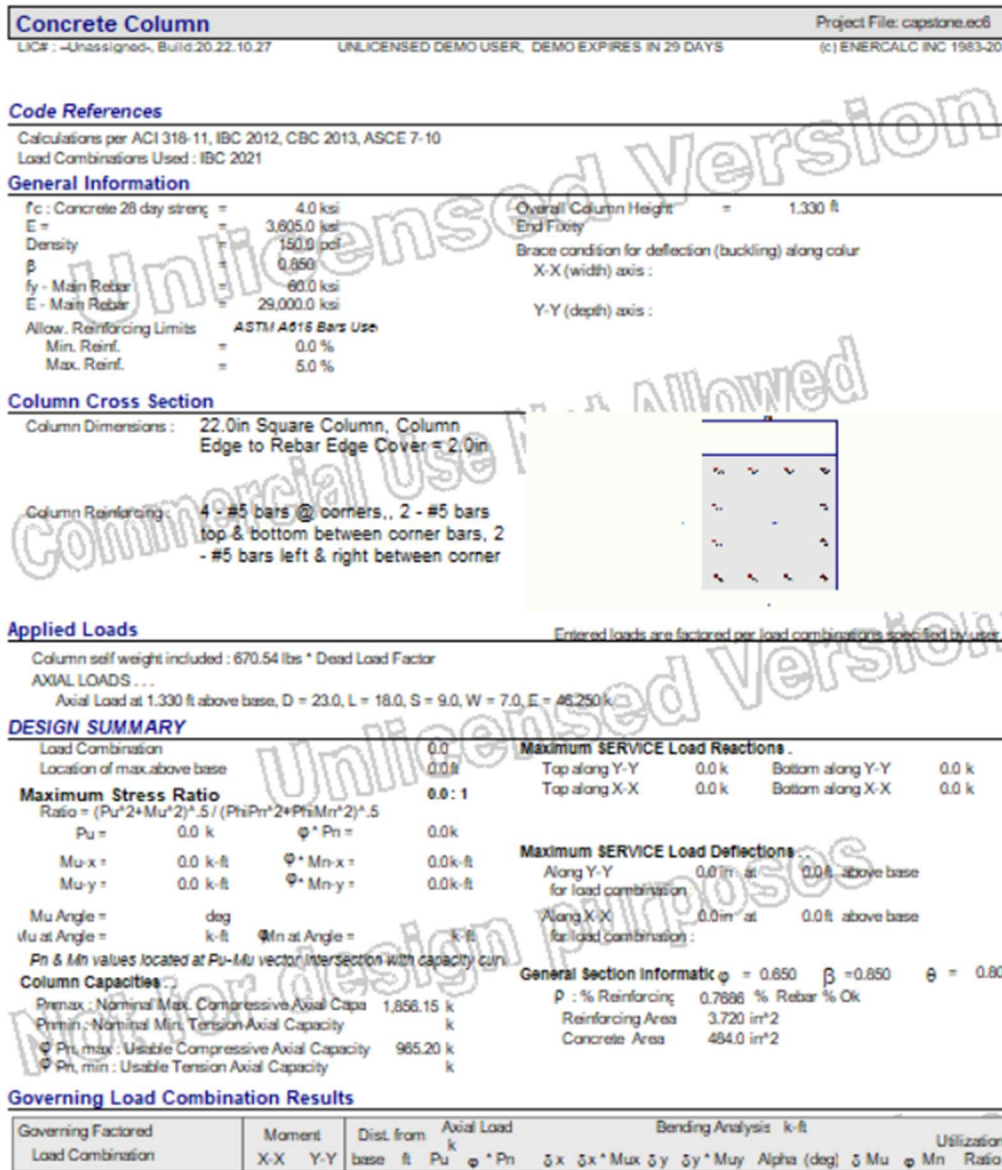 Concrete Column Project File: capstone.ec6
LIC# : -Unassigned-, Build:20.22.10.27 UNLICENSED DEMO USER, DEMO EXPIRES IN 29 DAYS (c) ENERCALC INC 1983-20
Code References
Calculations per ACI 318-11, IBC 2012, CBC 2013, ASCE 7-10
Load Combinations Used : IBC 2021
General Information
f'c : Concrete 28 day streng = 4.0 ksi Overall Column Height = 1.330 ft
E = = 3,605.0 ksi End Fixity
Density = 150.0 pcf Brace condition for deflection (buckling) along colur
β = 0.850 X-X (width) axis :
fy - Main Rebar = 60.0 ksi
E - Main Rebar = 29,000.0 ksi Y-Y (depth) axis :
Allow. Reinforcing Limits ASTM A615 Bars Use
Min. Reinf. = 0.0 %
Max. Reinf. = 5.0 %
Column Cross Section
Column Dimensions : 22.0in Square Column, Column
Edge to Rebar Edge Cover = 2.0in
Column Reinforcing : 4 - #5 bars @ corners,, 2 - #5 bars
top & bottom between corner bars, 2
- #5 bars left & right between corner
Applied Loads Entered loads are factored per load combinations specified by user.
Column self weight included : 670.54 lbs * Dead Load Factor
AXIAL LOADS . . .
Axial Load at 1.330 ft above base, D = 23.0, L = 18.0, S = 9.0, W = 7.0, E = 46.250 k
DESIGN SUMMARY
Load Combination 0.0 Maximum SERVICE Load Reactions .
Location of max.above base 0.0 ft Top along Y-Y 0.0 k Bottom along Y-Y 0.0 k
Maximum Stress Ratio 0.0 : 1 Top along X-X 0.0 k Bottom along X-X 0.0 k
Ratio = (Pu^2+Mu^2)^.5 / (PhiPn^2+PhiMn^2)^.5
Pu = 0.0 k φ * Pn = 0.0 k
Mu-x = 0.0 k-ft φ * Mn-x = 0.0 k-ft Maximum SERVICE Load Deflections . .
Mu-y = 0.0 k-ft φ * Mn-y = 0.0 k-ft Along Y-Y 0.0 in at 0.0 ft above base
for load combination :
Mu Angle = deg Along X-X 0.0 in at 0.0 ft above base
Mu at Angle = k-ft φMn at Angle = k-ft for load combination :
Pn & Mn values located at Pu-Mu vector intersection with capacity curv
Column Capacities . . General Section Informatic φ = 0.650 β =0.850 θ = 0.80
Pnmax : Nominal Max. Compressive Axial Capa 1,856.15 k ρ : % Reinforcing 0.7686 % Rebar % Ok
Pnmin : Nominal Min. Tension Axial Capacity k Reinforcing Area 3.720 in^2
φ Pn, max : Usable Compressive Axial Capacity 965.20 k Concrete Area 484.0 in^2
φ Pn, min : Usable Tension Axial Capacity k
Governing Load Combination Results
Governing Factored Moment Dist. from Axial Load Bending Analysis k-ft Utilization
Load Combination X-X Y-Y base ft Pu φ * Pn δ x δx * Mux δ y δy * Muy Alpha (deg) δ Mu φ Mn Ratio
Unlicensed Version
Commercial Use Not Allowed
Unlicensed Version
Not for design purposes